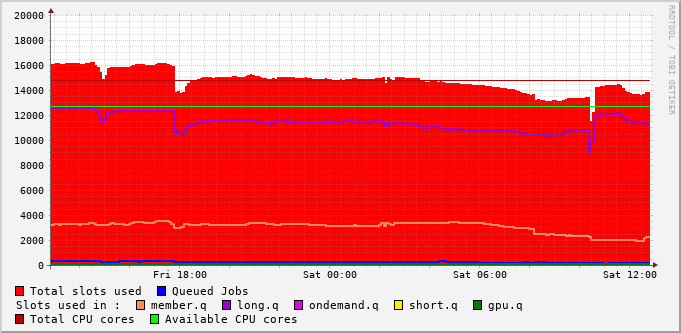 RRDTOOL / TOBI OETIKER
20000
18000
16000
14000
12000
10000
8000
6000
4000
2000
0
Fri 18:00 Sat 00:00 Sat 06:00 Sat 12:00
Total slots used Queued Jobs
Slots used in : member.q long.q ondemand.q short.q gpu.q
Total CPU cores Available CPU cores